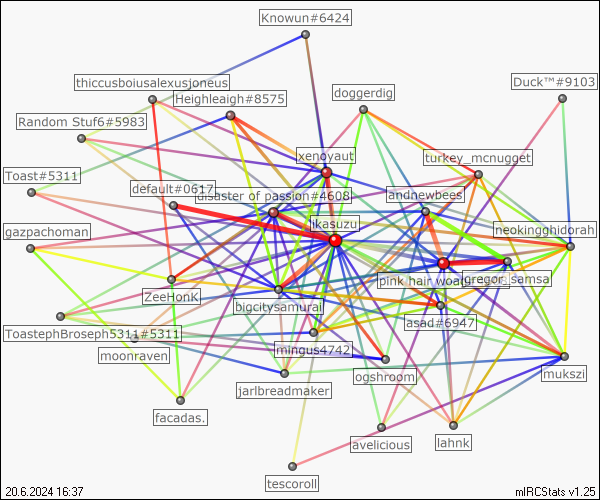 Knowun#6424
thiccusboiusalexusjoneus
Duck™#9103
doggerdig
Heighleaigh#8575
Random Stuf6#5983
xenoyaut
turkey_mcnugget
Toast#5311
default#0617
disaster of passion#4608
andnewbees
jikasuzu
neokingghidorah
gazpachoman
pink hair
gregor_samsa
ZeeHonK
bigcitysamurai
asad#6947
ToastephBroseph5311#5311
mingus4742
moonraven
ogshroom
mukszi
jarlbreadmaker
facadas.
avelicious
lahnk
tescoroll
20.6.2024 16:37
mIRCStats v1.25